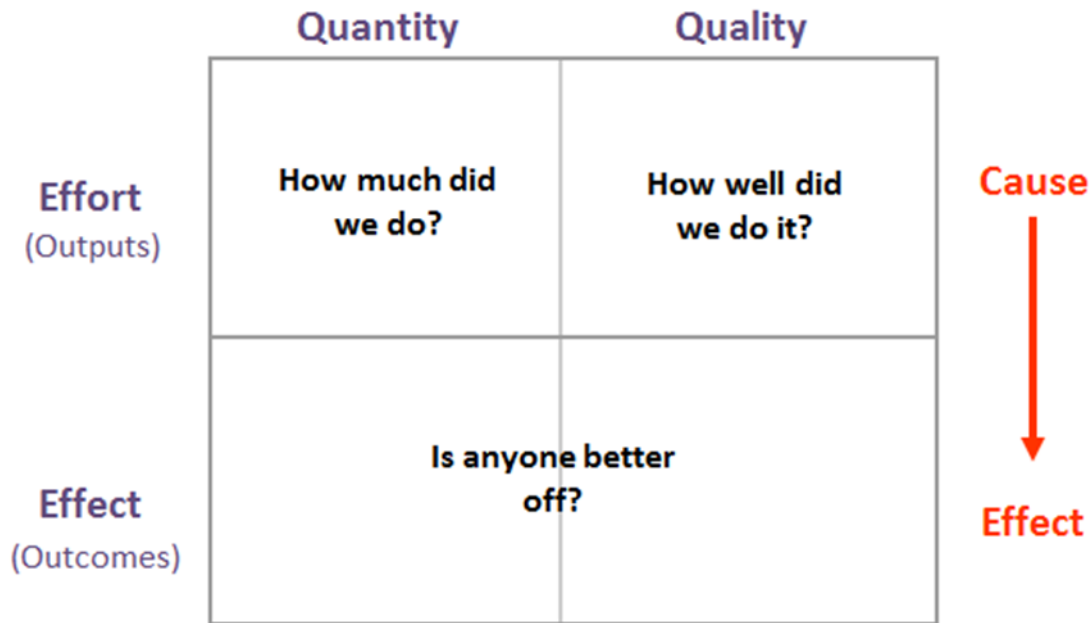 Quantity
Quality
Effort
(Outputs)
How much did
we do?
How well did
we do it?
Cause
Effect
(Outcomes)
Is anyone better
off?
Effect